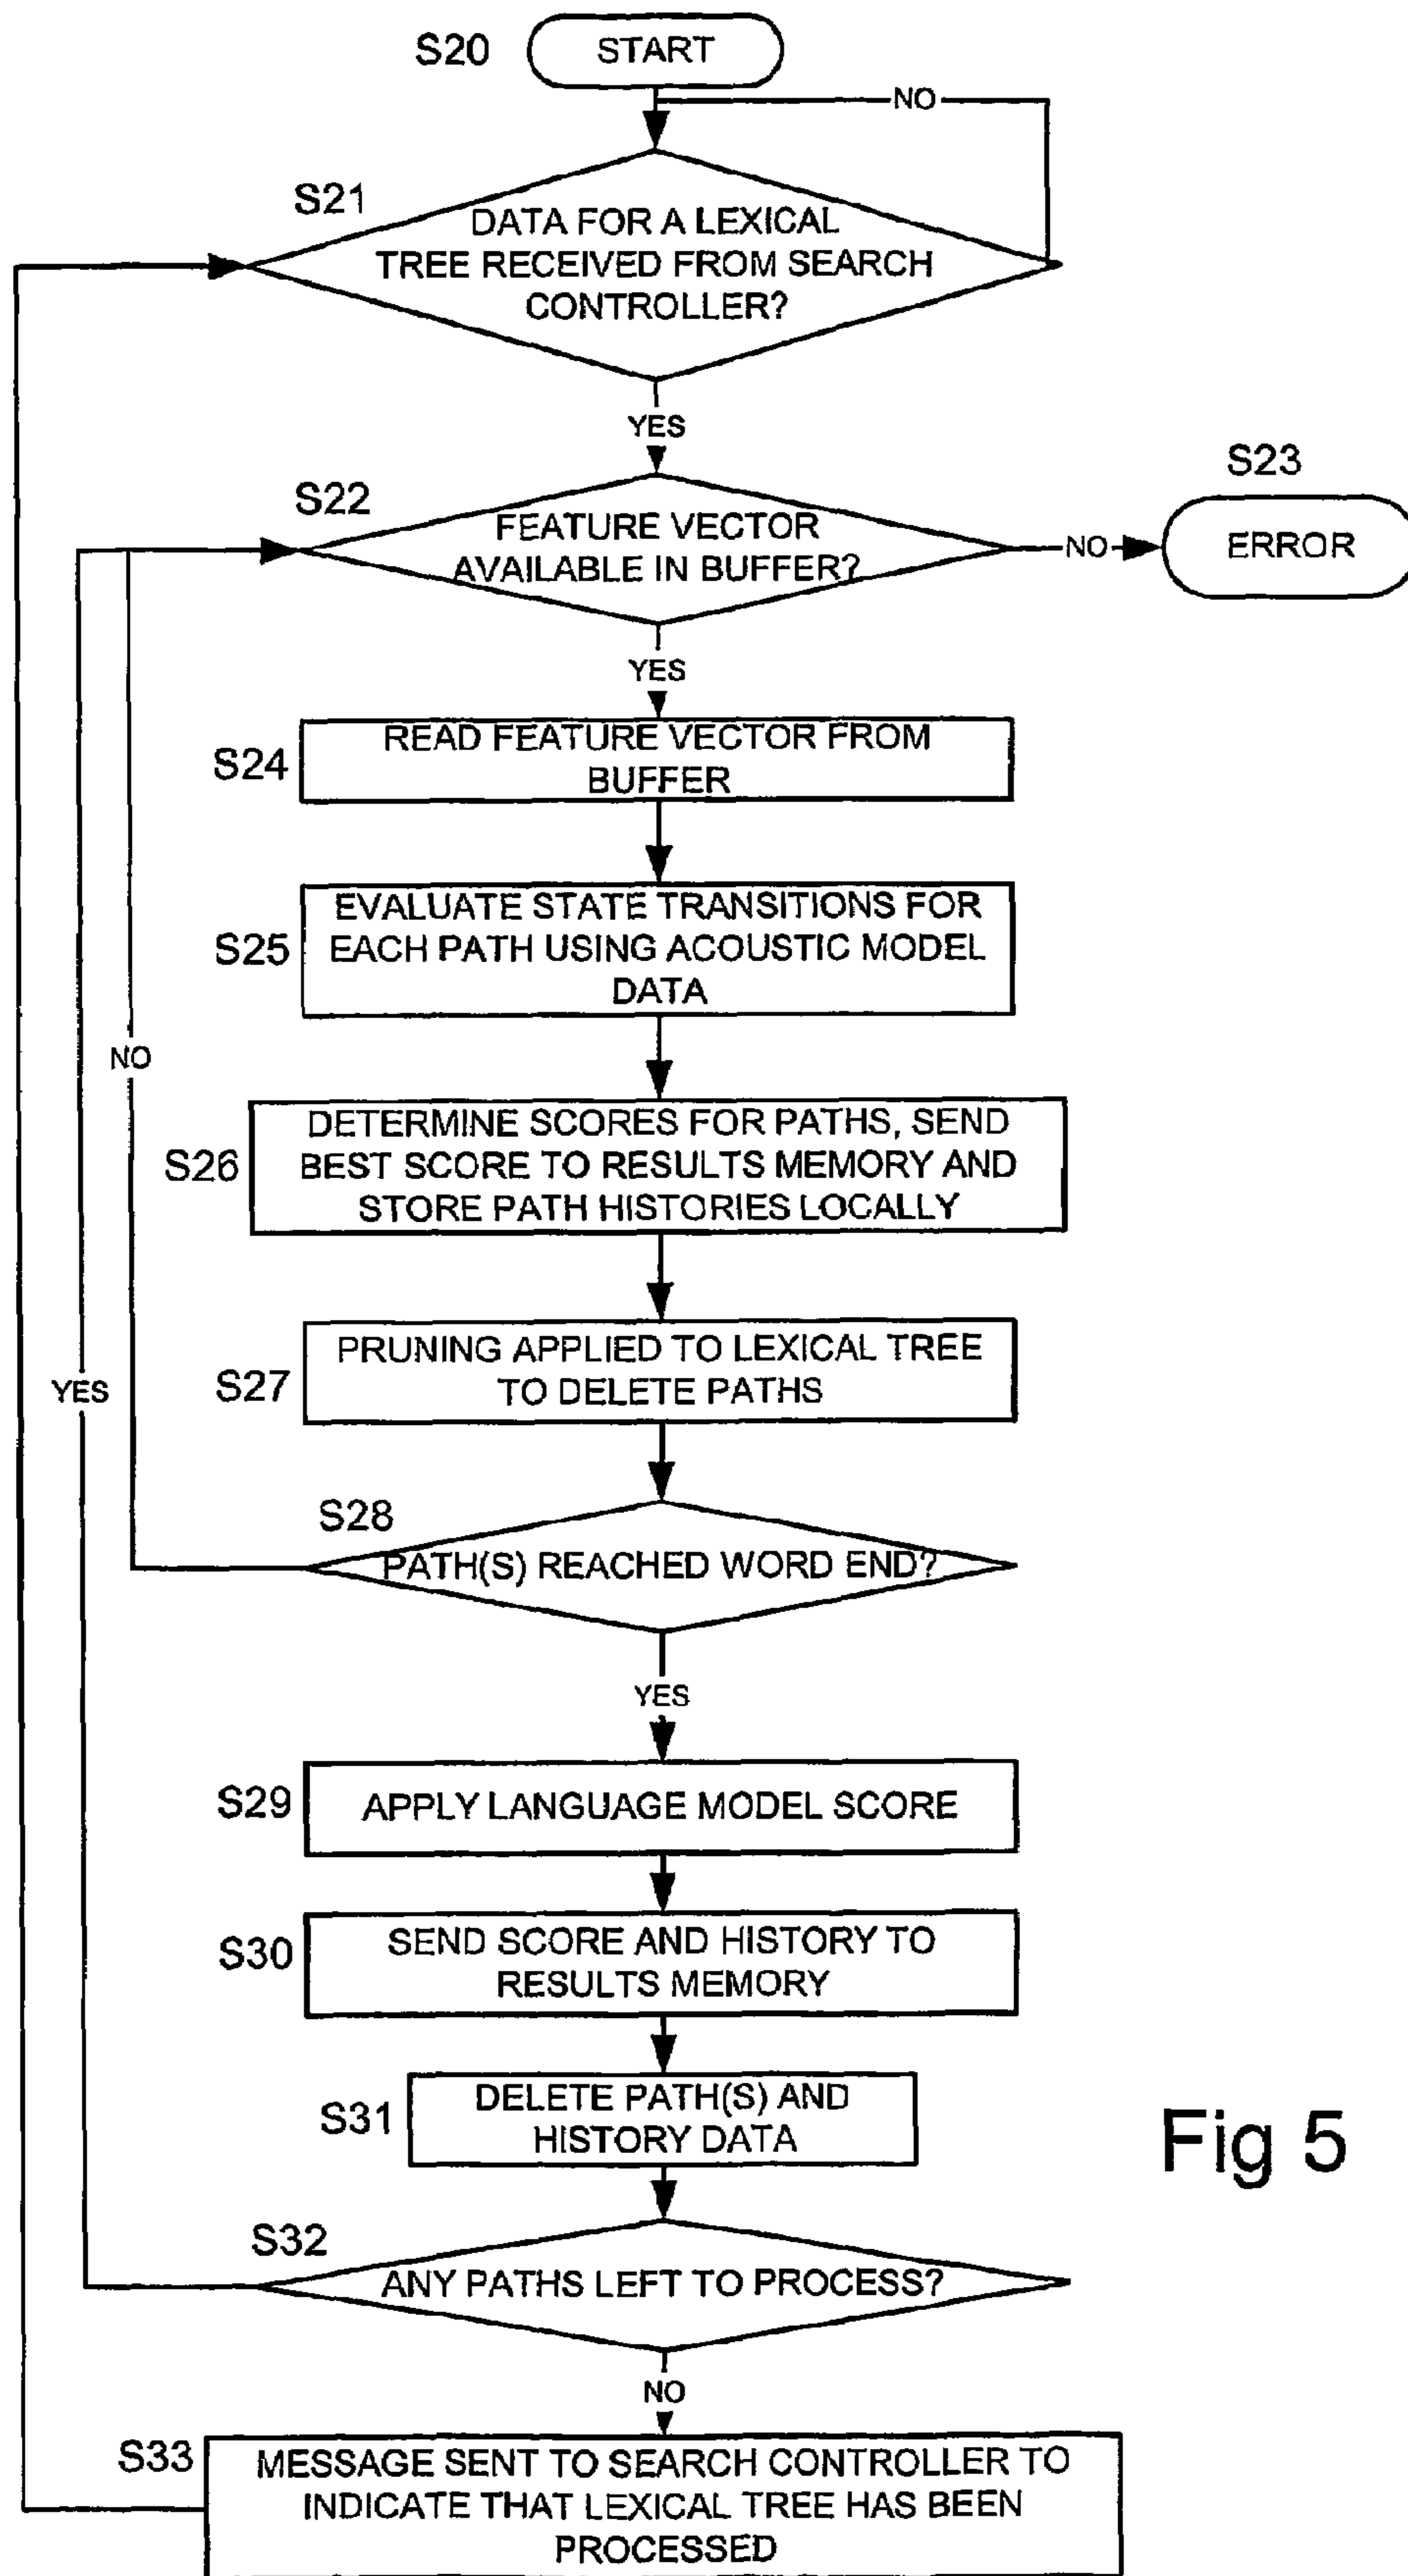 S20
START
NO
S21
DATA FOR A LEXICAL
TREE RECEIVED FROM SEARCH
CONTROLLER?
YES
S22
FEATURE VECTOR
AVAILABLE IN BUFFER?
NO
S23
ERROR
YES
S24
READ FEATURE VECTOR FROM
BUFFER
S25
EVALUATE STATE TRANSITIONS FOR
EACH PATH USING ACOUSTIC MODEL
DATA
NO
S26
DETERMINE SCORES FOR PATHS, SEND
BEST SCORE TO RESULTS MEMORY AND
STORE PATH HISTORIES LOCALLY
S27
PRUNING APPLIED TO LEXICAL TREE
TO DELETE PATHS
YES
S28
PATH(S) REACHED WORD END?
YES
S29
APPLY LANGUAGE MODEL SCORE
S30
SEND SCORE AND HISTORY TO
RESULTS MEMORY
S31
DELETE PATH(S) AND
HISTORY DATA
Fig 5
S32
ANY PATHS LEFT TO PROCESS?
NO
S33
MESSAGE SENT TO SEARCH CONTROLLER TO
INDICATE THAT LEXICAL TREE HAS BEEN
PROCESSED